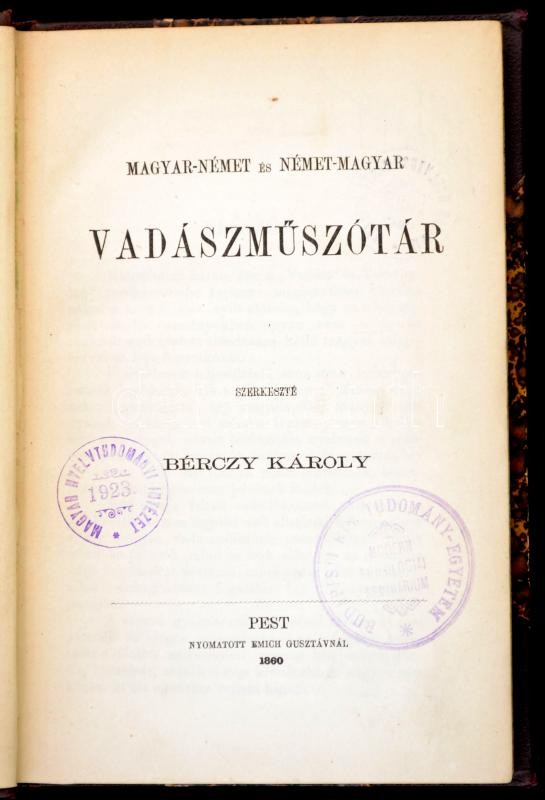 MAGYAR-NÉMET ÉS NÉMET-MAGYAR
VADÁSZMŰSZÓTÁR
SZERKESZTÉ
BÉRCZY KÁROLY
MAGYAR NYELVTUDOMÁNYI INTÉZET
1923.
TUDOMÁNY-EGYETEM
MODERN
PEST
NYOMATOTT EMICH GUSZTÁVNÁL
1860